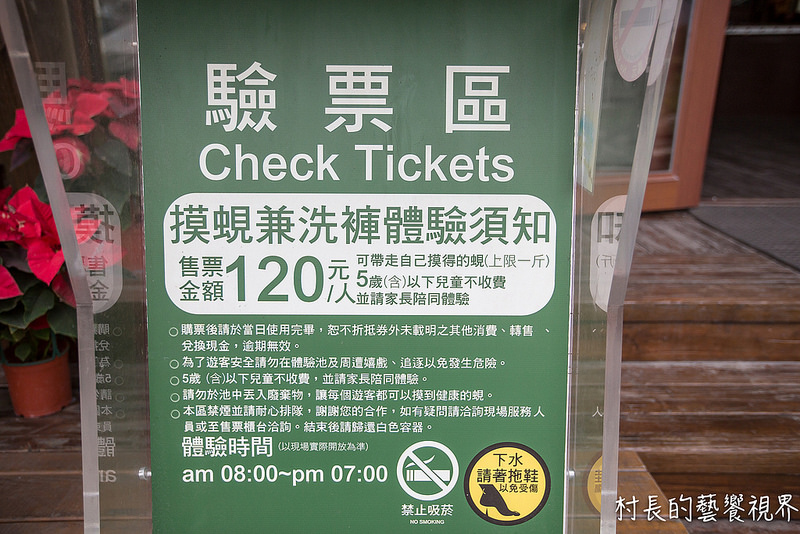 驗票區
Check Tickets
摸蜆兼洗褲體驗須知
售票金額 120元/人
可帶走自己摸得的蜆(上限一斤)
5歲(含)以下兒童不收費
並請家長陪同體驗
○購票後請於當日使用完畢，恕不折抵券外未載明之其他消費、轉售、
兌換現金，逾期無效。
○為了遊客安全請勿在體驗池及周遭嬉戲、追逐以免發生危險。
○5歲(含)以下兒童不收費，並請家長陪同體驗。
○請勿於池中丟入廢棄物，讓每個遊客都可以摸到健康的蜆。
○本區禁煙並請耐心排隊，謝謝您的合作，如有疑問請洽詢現場服務人
員或至售票櫃台洽詢。結束後請歸還白色容器。
體驗時間(以現場實際開放為準)
am 08:00~pm 07:00
禁止吸菸
NO SMOKING
下水
請著拖鞋
以免受傷
村長的藝饗視界